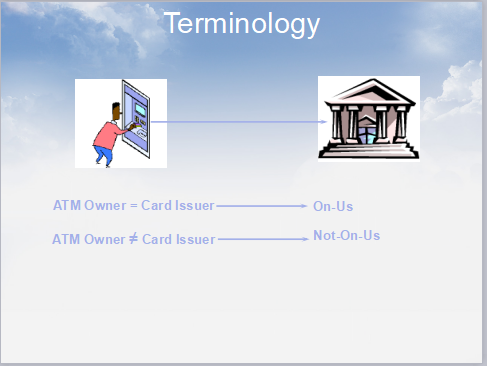 Terminology
ATM Owner = Card Issuer On-Us
ATM Owner ≠ Card Issuer Not-On-Us